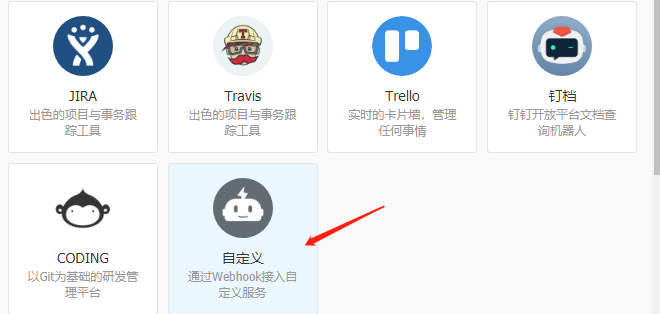 JIRA
出色的项目与事务跟
踪工具
Travis
出色的项目与事务跟
踪工具
Trello
实时的卡片墙，管理
任何事情
钉档
钉钉开放平台文档查
询机器人
CODING
以Git为基础的研发管
理平台
自定义
通过Webhook接入自
定义服务